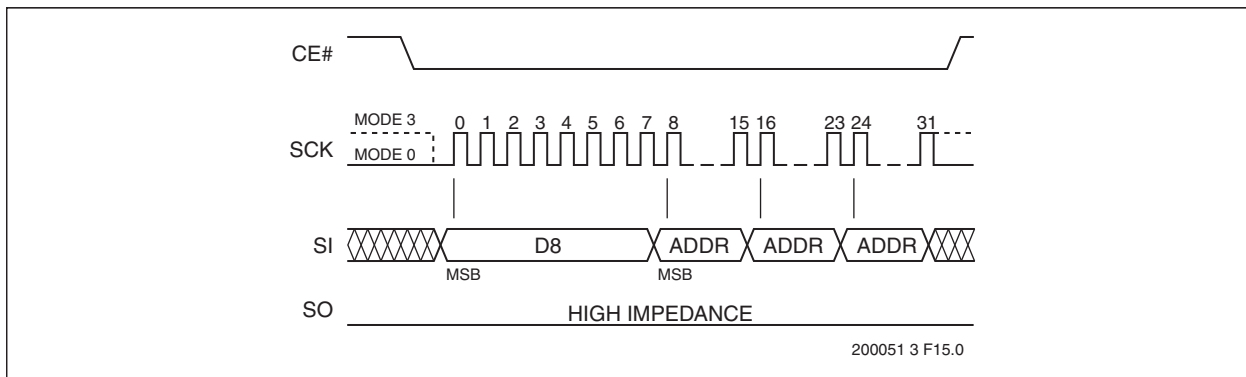 CE#
MODE 3
0 1 2 3 4 5 6 7 8 15 16 23 24 31
SCK
MODE 0
SI
D8 ADDR ADDR ADDR
MSB MSB
SO
HIGH IMPEDANCE
200051 3 F15.0